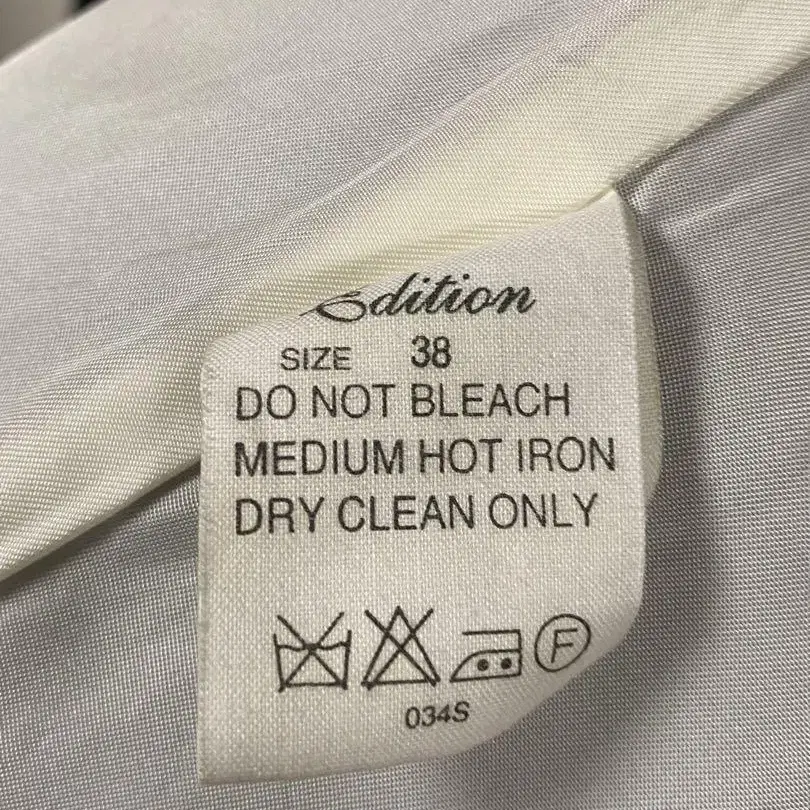 Edition
SIZE 38
DO NOT BLEACH
MEDIUM HOT IRON
DRY CLEAN ONLY
F
034S